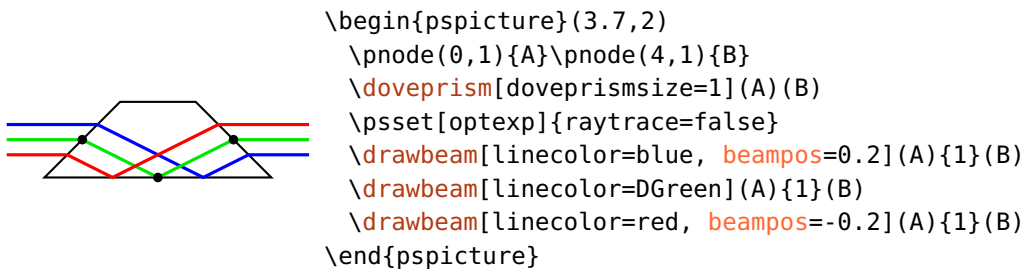 \begin{pspicture}(3.7,2)
\pnode(0,1){A}\pnode(4,1){B}
\doveprism[doveprismsize=1](A)(B)
\psset[optexp]{raytrace=false}
\drawbeam[linecolor=blue, beampos=0.2](A){1}(B)
\drawbeam[linecolor=DGreen](A){1}(B)
\drawbeam[linecolor=red, beampos=-0.2](A){1}(B)
\end{pspicture}